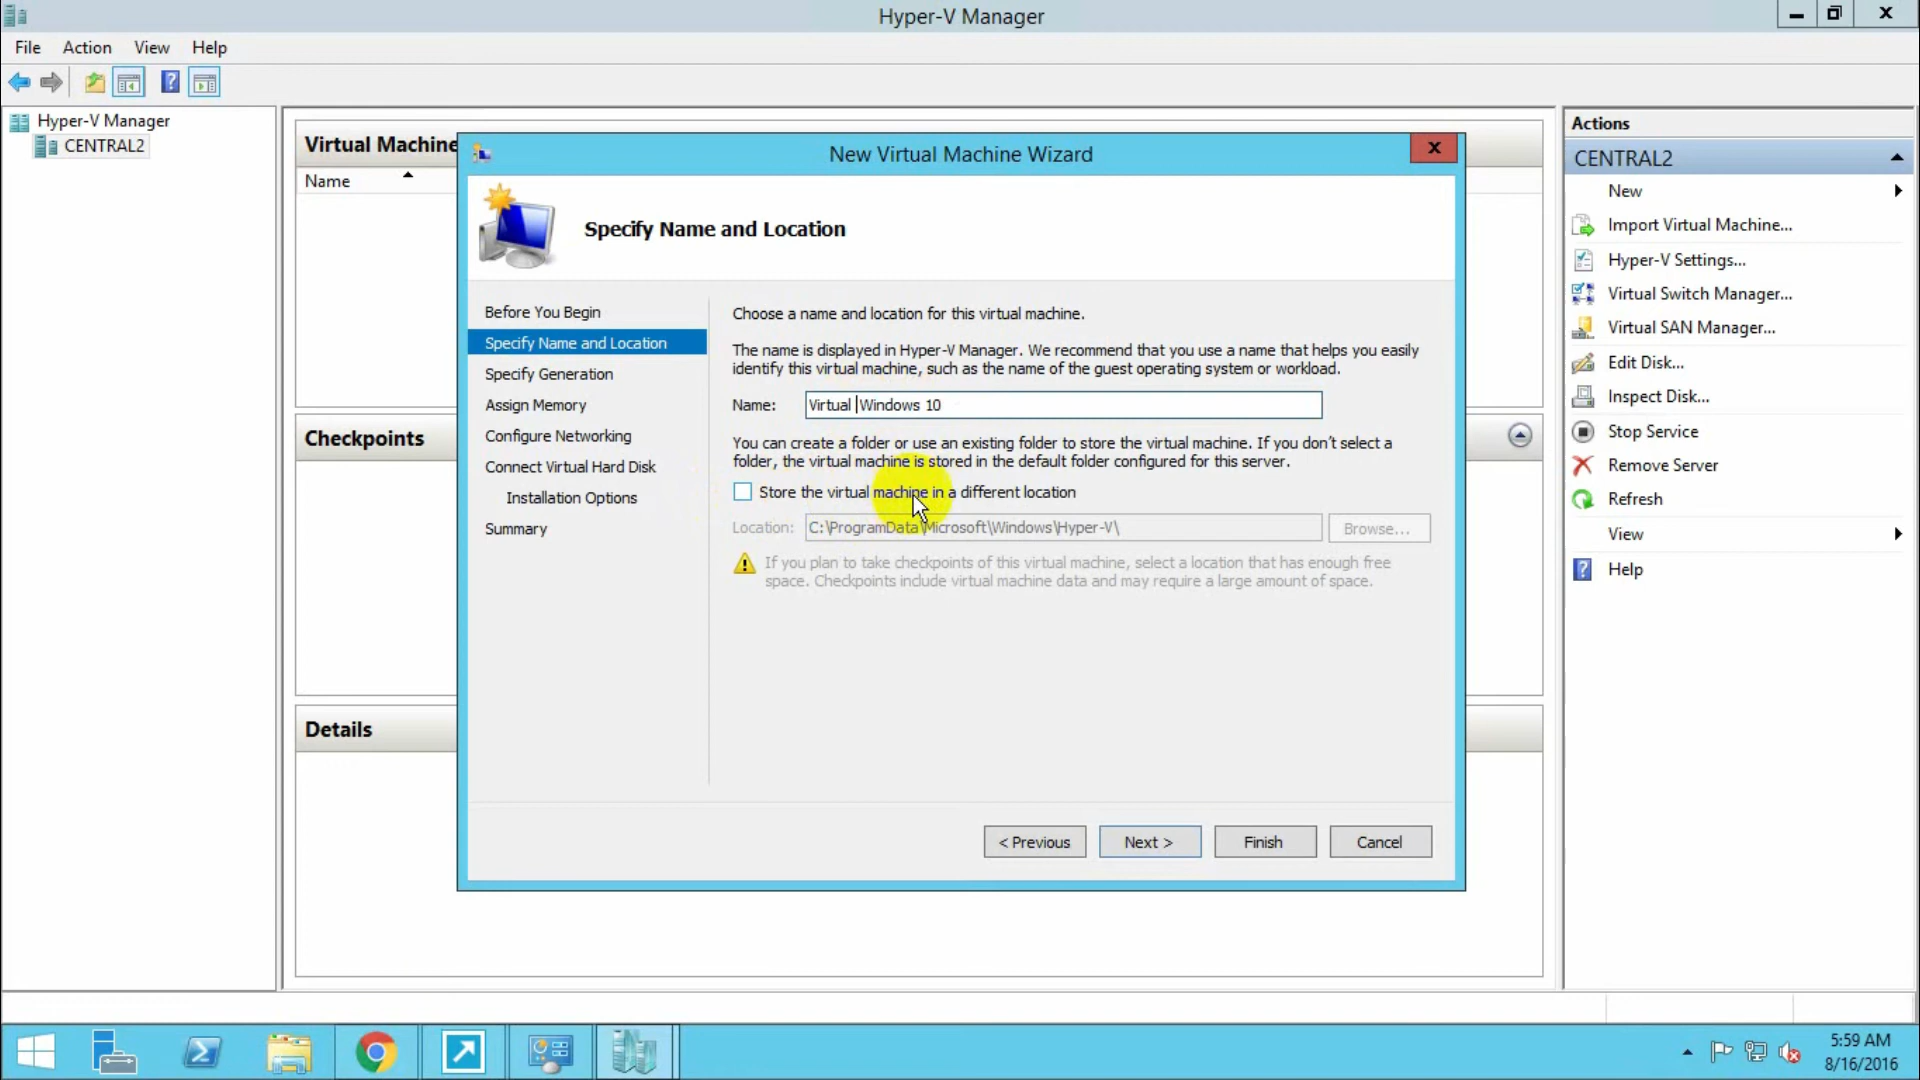 Hyper-V Manager
File Action View Help
Hyper-V Manager
CENTRAL2
Virtual Machine
Name
Checkpoints
Details
New Virtual Machine Wizard
X
Specify Name and Location
Before You Begin
Specify Name and Location
Specify Generation
Assign Memory
Configure Networking
Connect Virtual Hard Disk
Installation Options
Summary
Choose a name and location for this virtual machine.
The name is displayed in Hyper-V Manager. We recommend that you use a name that helps you easily
identify this virtual machine, such as the name of the guest operating system or workload.
Name: Virtual Windows 10
You can create a folder or use an existing folder to store the virtual machine. If you don't select a
folder, the virtual machine is stored in the default folder configured for this server.
Store the virtual machine in a different location
Location: C:\ProgramData\Microsoft\Windows\Hyper-V\ Browse...
If you plan to take checkpoints of this virtual machine, select a location that has enough free
space. Checkpoints include virtual machine data and may require a large amount of space.
< Previous Next > Finish Cancel
Actions
CENTRAL2
New
Import Virtual Machine...
Hyper-V Settings...
Virtual Switch Manager...
Virtual SAN Manager...
Edit Disk...
Inspect Disk...
Stop Service
Remove Server
Refresh
View
Help
5:59 AM
8/16/2016